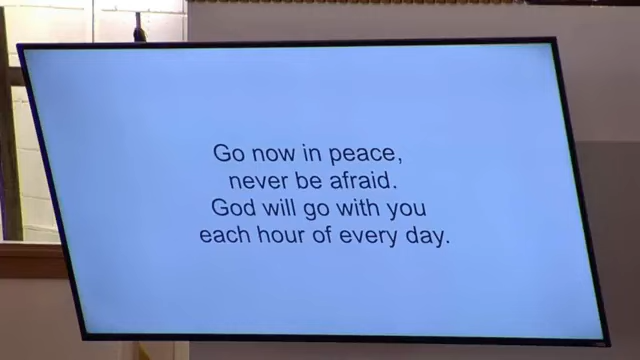 Go now in peace,
never be afraid.
God will go with you
each hour of every day.